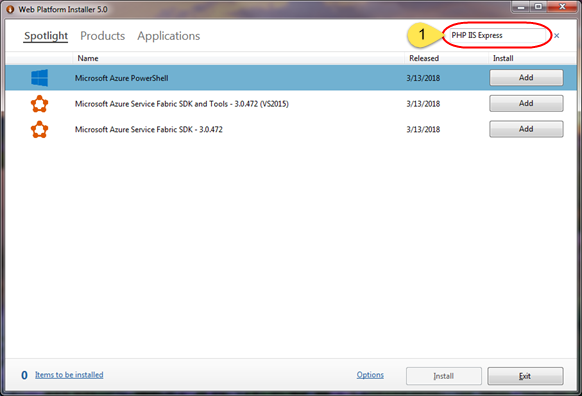 Web Platform Installer 5.0
Spotlight Products Applications
1
PHP IIS Express
Name Released Install
Microsoft Azure PowerShell 3/13/2018 Add
Microsoft Azure Service Fabric SDK and Tools - 3.0.472 (VS2015) 3/13/2018 Add
Microsoft Azure Service Fabric SDK - 3.0.472 3/13/2018 Add
0 Items to be installed Options Install Exit